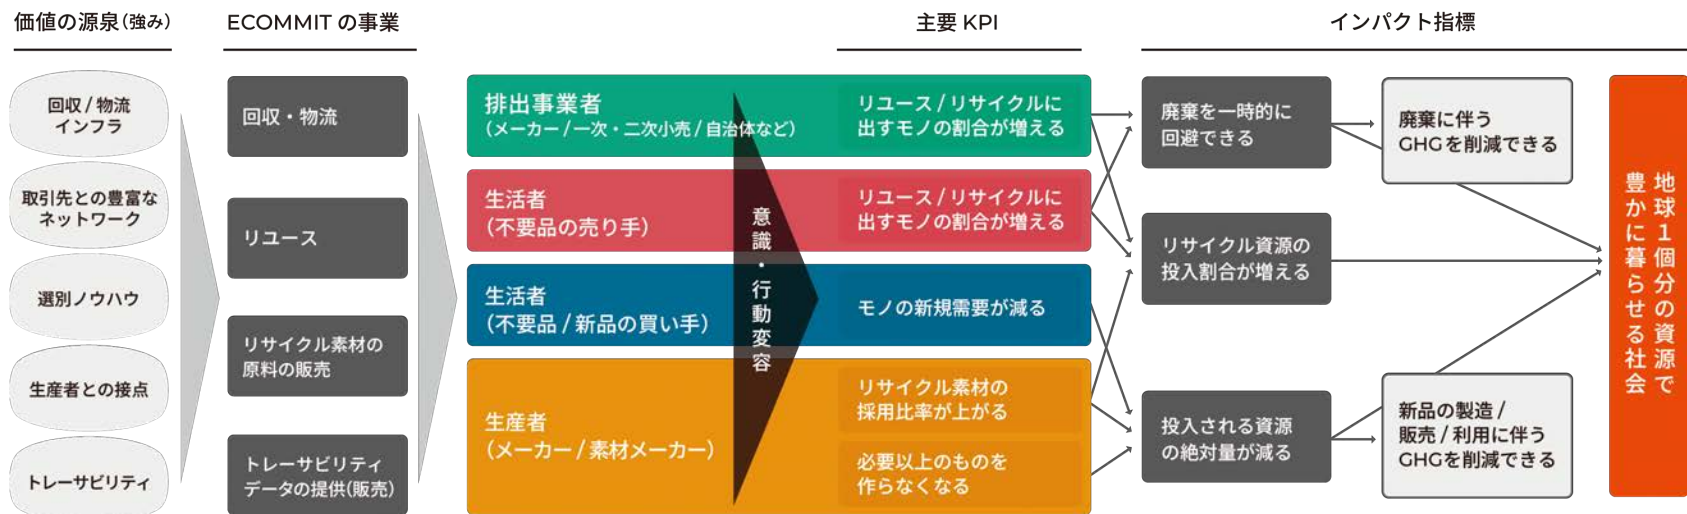 価値の源泉(強み)
回収 / 物流
インフラ
取引先との豊富な
ネットワーク
選別ノウハウ
生産者との接点
トレーサビリティ
ECOMMIT の事業
回収・物流
リユース
リサイクル素材の
原料の販売
トレーサビリティ
データの提供(販売)
排出事業者
(メーカー / 一次・二次小売 / 自治体など)
生活者
(不要品の売り手)
生活者
(不要品 / 新品の買い手)
生産者
(メーカー / 素材メーカー)
意識・行動変容
主要 KPI
リユース / リサイクルに
出すモノの割合が増える
リユース / リサイクルに
出すモノの割合が増える
モノの新規需要が減る
リサイクル素材の
採用比率が上がる
必要以上のものを
作らなくなる
インパクト指標
廃棄を一時的に
回避できる
リサイクル資源の
投入割合が増える
投入される資源
の絶対量が減る
廃棄に伴う
GHGを削減できる
新品の製造 /
販売 / 利用に伴う
GHGを削減できる
地球1個分の資源で
豊かに暮らせる社会